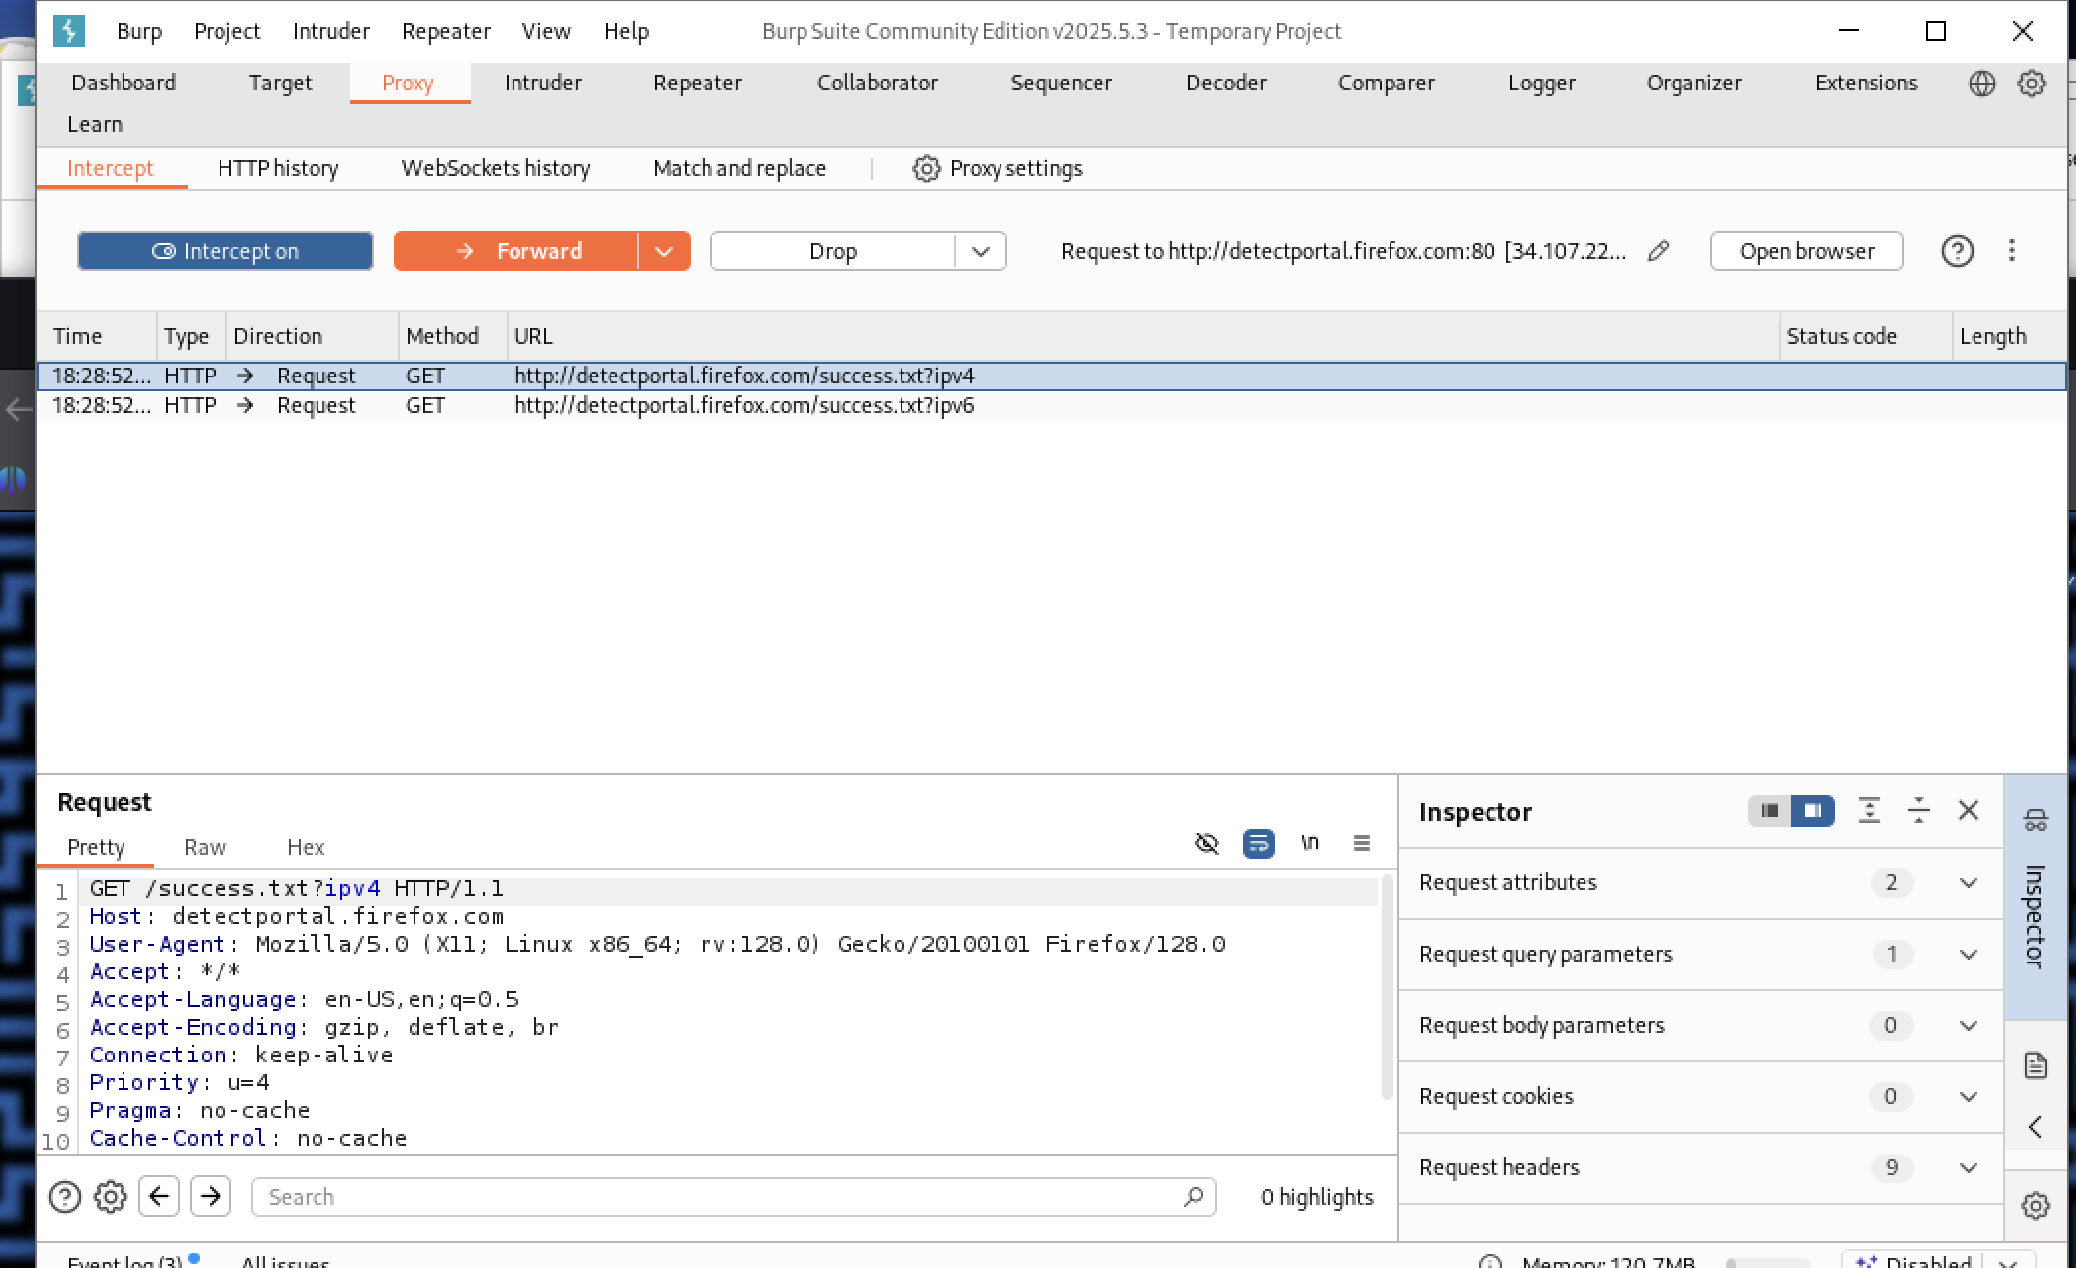 Burp Project Intruder Repeater View Help Burp Suite Community Edition v2025.5.3 - Temporary Project
Dashboard Target Proxy Intruder Repeater Collaborator Sequencer Decoder Comparer Logger Organizer Extensions
Learn
Intercept HTTP history WebSockets history Match and replace Proxy settings
Intercept on Forward Drop Request to http://detectportal.firefox.com:80 [34.107.22... Open browser
Time Type Direction Method URL Status code Length
18:28:52... HTTP → Request GET http://detectportal.firefox.com/success.txt?ipv4
18:28:52... HTTP → Request GET http://detectportal.firefox.com/success.txt?ipv6
Request
Pretty Raw Hex \n
1 GET /success.txt?ipv4 HTTP/1.1
2 Host: detectportal.firefox.com
3 User-Agent: Mozilla/5.0 (X11; Linux x86_64; rv:128.0) Gecko/20100101 Firefox/128.0
4 Accept: */*
5 Accept-Language: en-US,en;q=0.5
6 Accept-Encoding: gzip, deflate, br
7 Connection: keep-alive
8 Priority: u=4
9 Pragma: no-cache
10 Cache-Control: no-cache
Search 0 highlights
Inspector
Request attributes 2
Request query parameters 1
Request body parameters 0
Request cookies 0
Request headers 9
Inspector
Event log (3) All issues Memory: 120.7MB Disabled